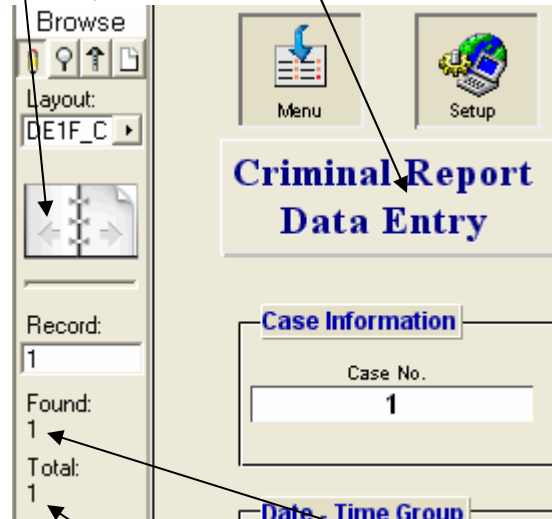 Browse
Layout:
DE1F_C
Record:
1
Found:
1
Total:
1
Menu
Setup
Criminal Report
Data Entry
Case Information
Case No.
1
Date - Time Group